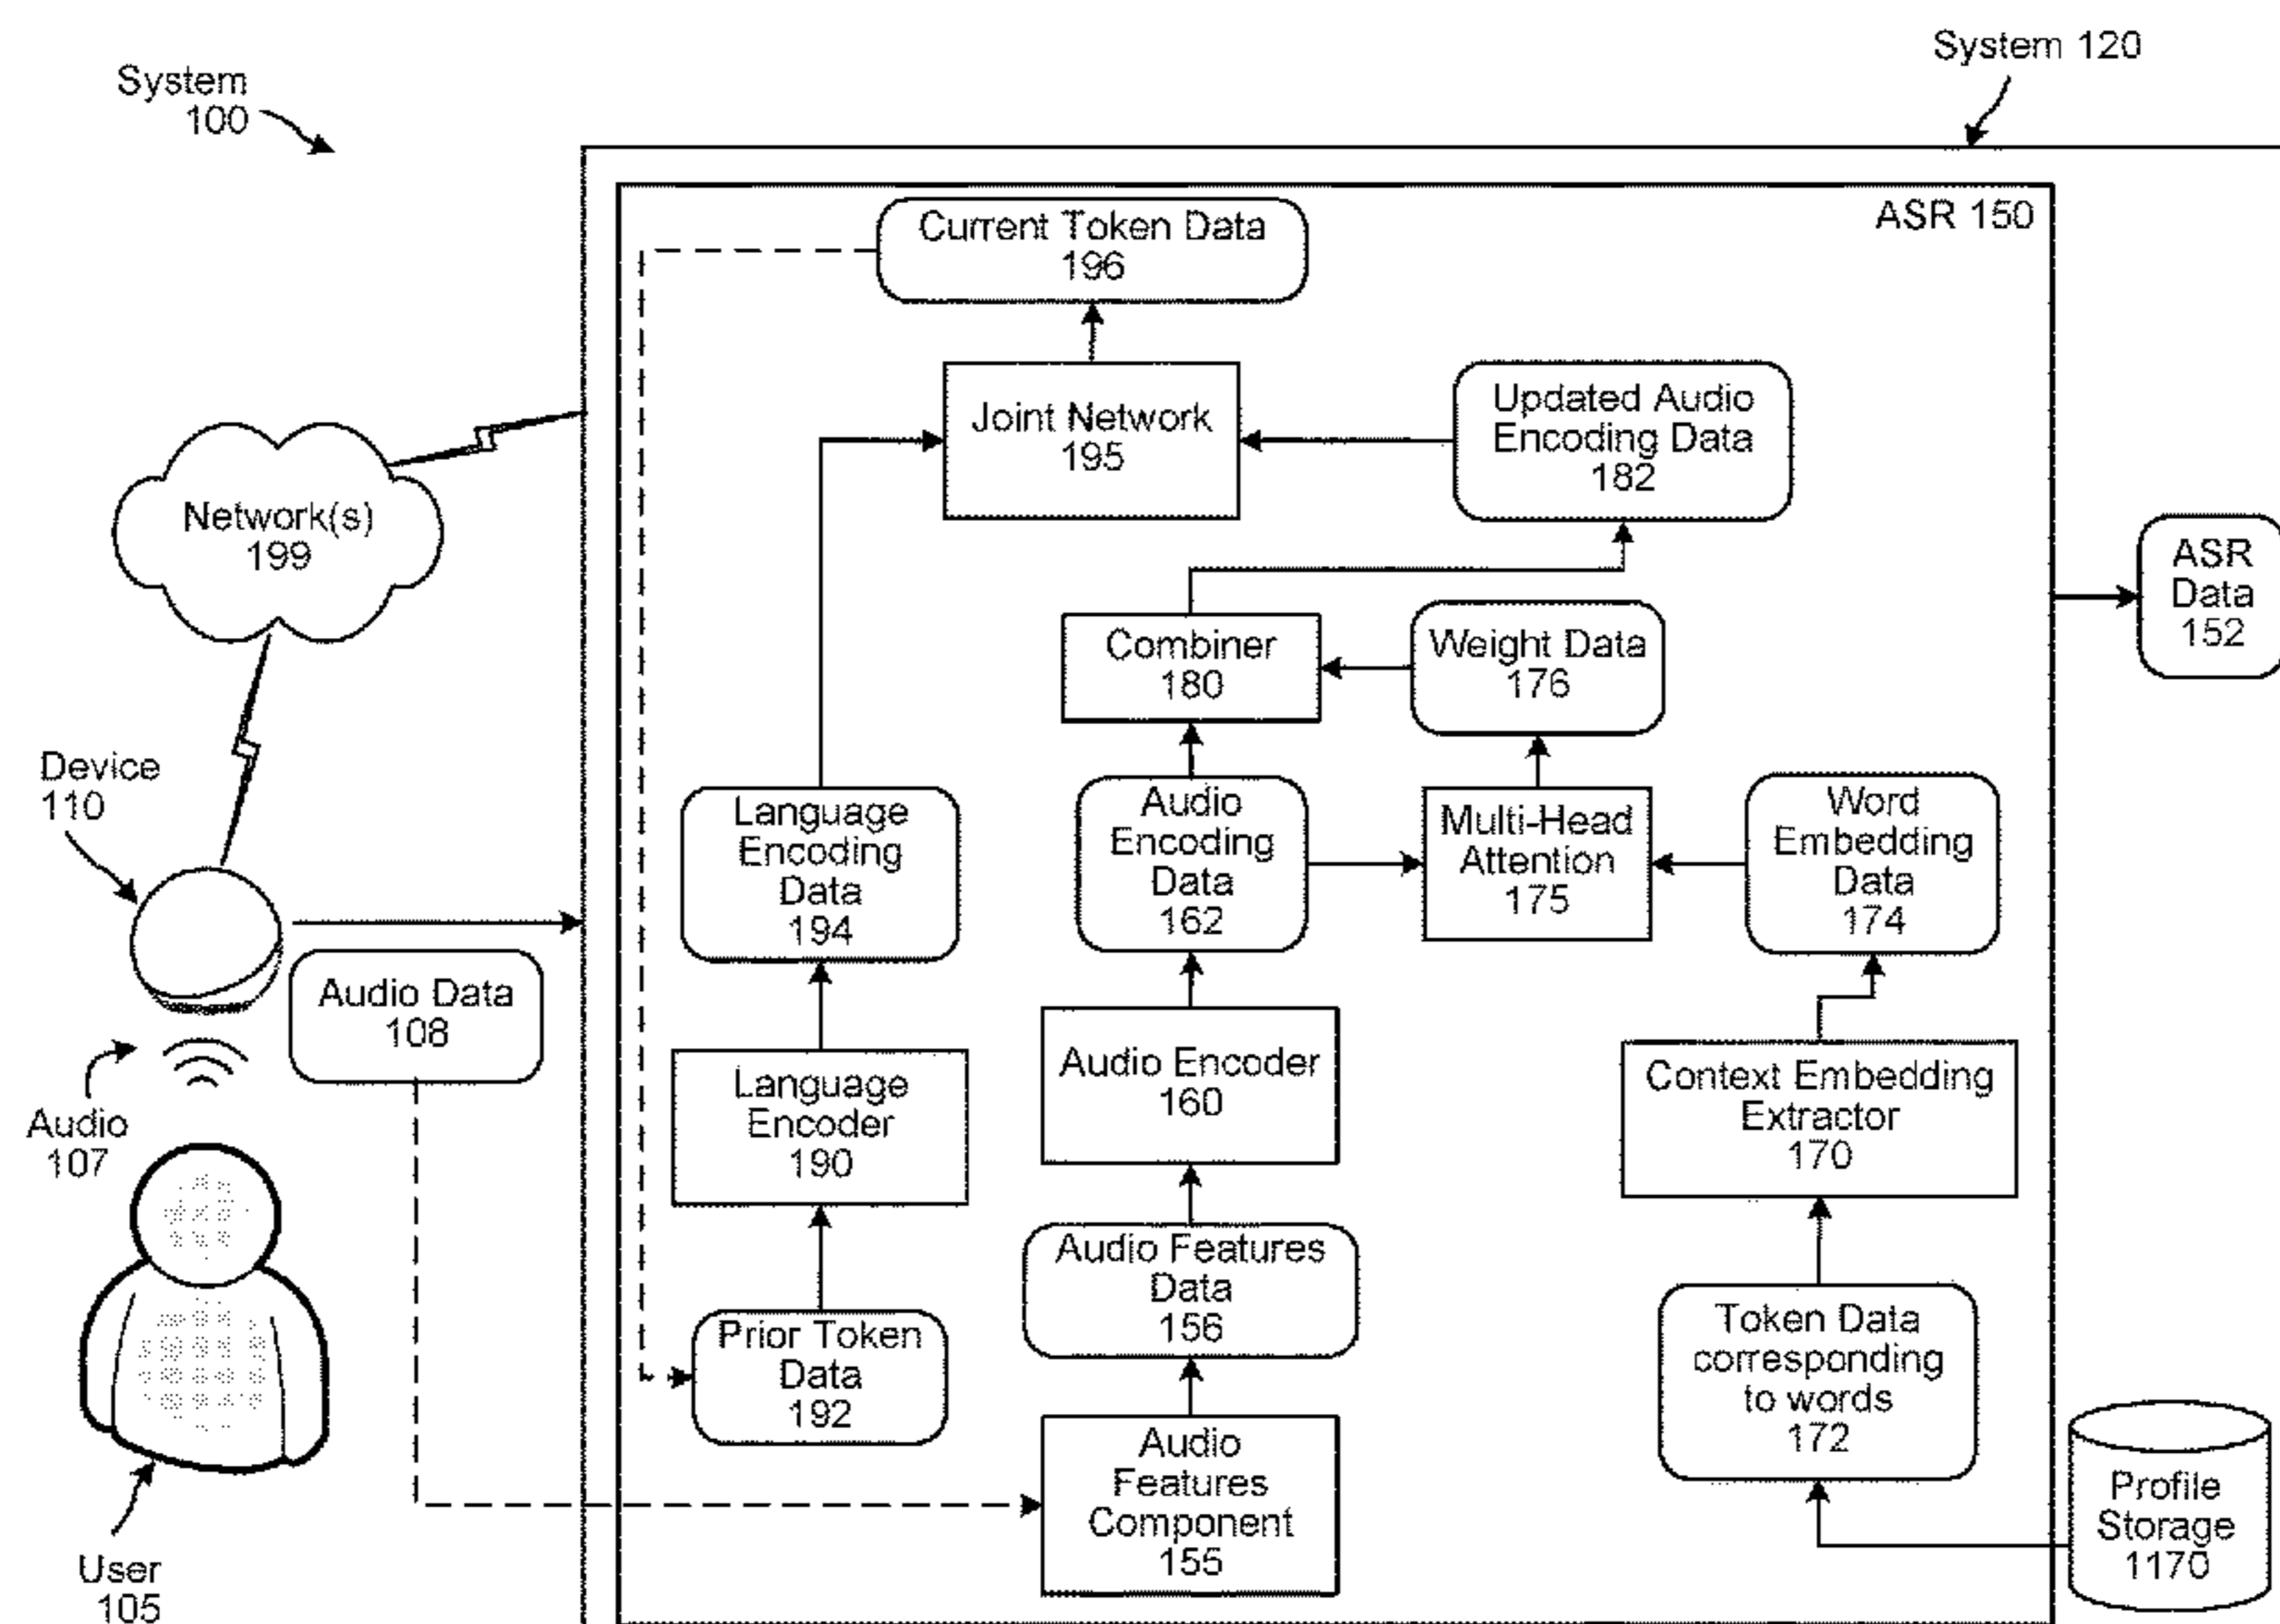 System
100
System 120
ASR 150
Current Token Data
196
Joint Network
195
Updated Audio
Encoding Data
182
Network(s)
199
ASR
Data
152
Combiner
180
Weight Data
176
Device
110
Language
Encoding
Data
194
Audio
Encoding
Data
162
Multi-Head
Attention
175
Word
Embedding
Data
174
Audio Data
108
Audio
107
Language
Encoder
190
Audio Encoder
160
Context Embedding
Extractor
170
Audio Features
Data
156
Prior Token
Data
192
Token Data
corresponding
to words
172
Audio
Features
Component
155
Profile
Storage
1170
User
105